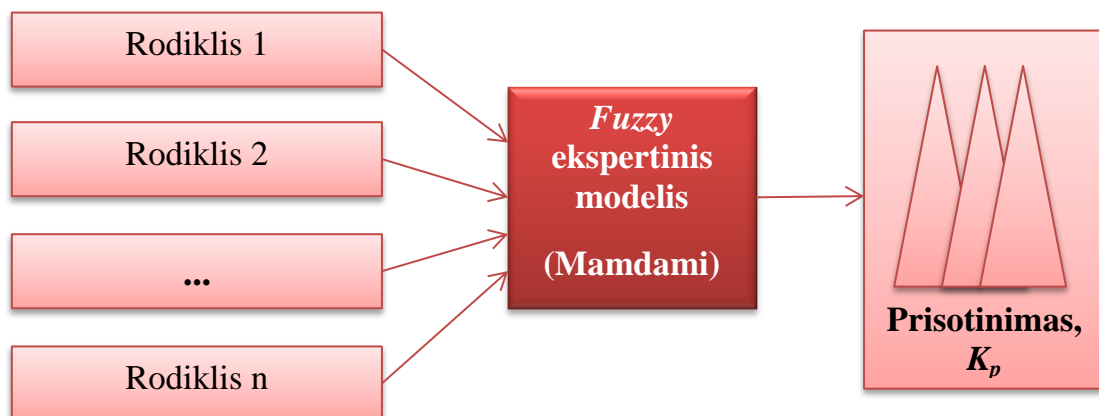 Rodiklis 1
Rodiklis 2
...
Rodiklis n
Fuzzy
ekspertinis
modelis
(Mamdami)
Prisotinimas,
Kp